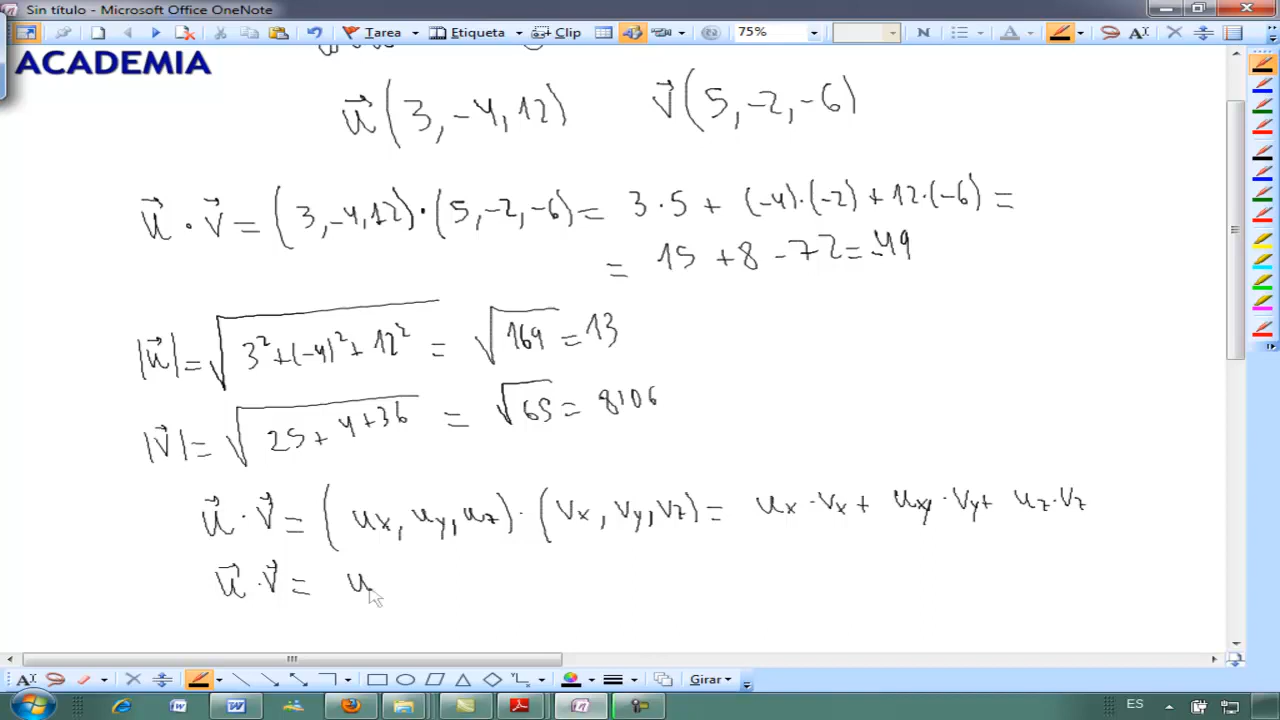 Sin título - Microsoft Office OneNote
Tarea Etiqueta Clip 75% N A
ACADEMIA
u⃗(3,-4,12) v⃗(5,-2,-6)
u⃗ · v⃗ = (3,-4,12)·(5,-2,-6) = 3·5 + (-4)·(-2) + 12·(-6) =
= 15 + 8 - 72 = -49
|u⃗| = √(3²+(-4)²+12²) = √169 = 13
|v⃗| = √(25+4+36) = √65 = 8'06
u⃗ · v⃗ = (ux, uy, uz)·(vx, vy, vz) = ux·vx + uy·vy + uz·vz
u⃗ · v⃗ = u
Girar
ES